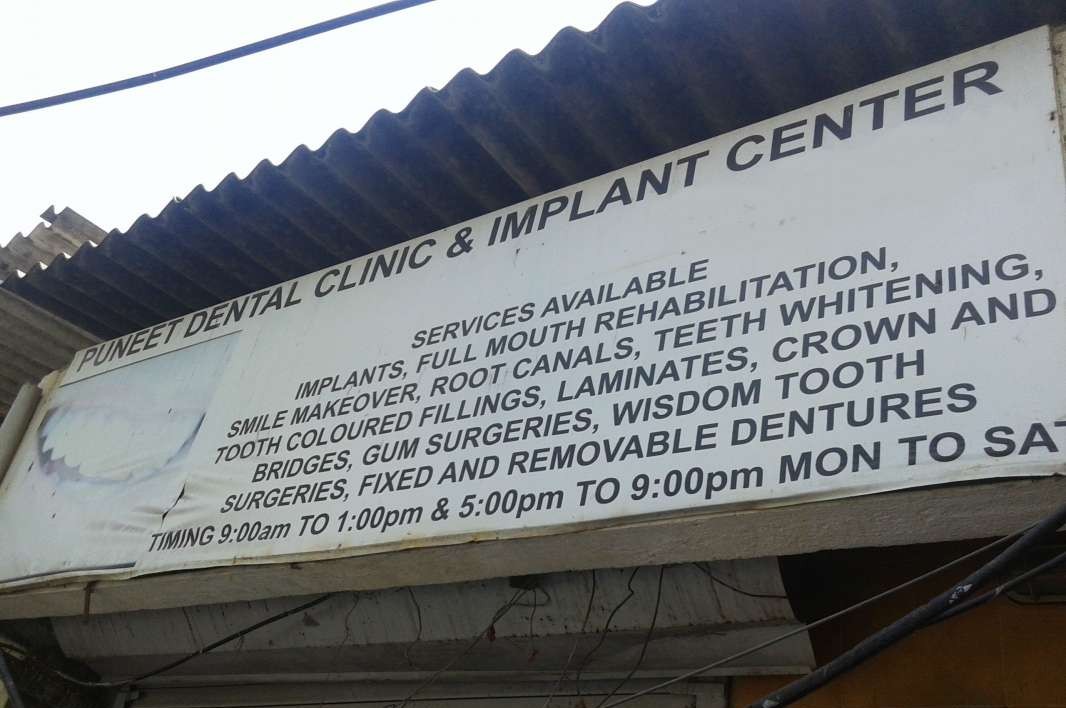 PUNEET DENTAL CLINIC & IMPLANT CENTER
SERVICES AVAILABLE
IMPLANTS, FULL MOUTH REHABILITATION,
SMILE MAKEOVER, ROOT CANALS, TEETH WHITENING,
TOOTH COLOURED FILLINGS, LAMINATES, CROWN AND
BRIDGES, GUM SURGERIES, WISDOM TOOTH
SURGERIES, FIXED AND REMOVABLE DENTURES
TIMING 9:00am TO 1:00pm & 5:00pm TO 9:00pm MON TO SAT